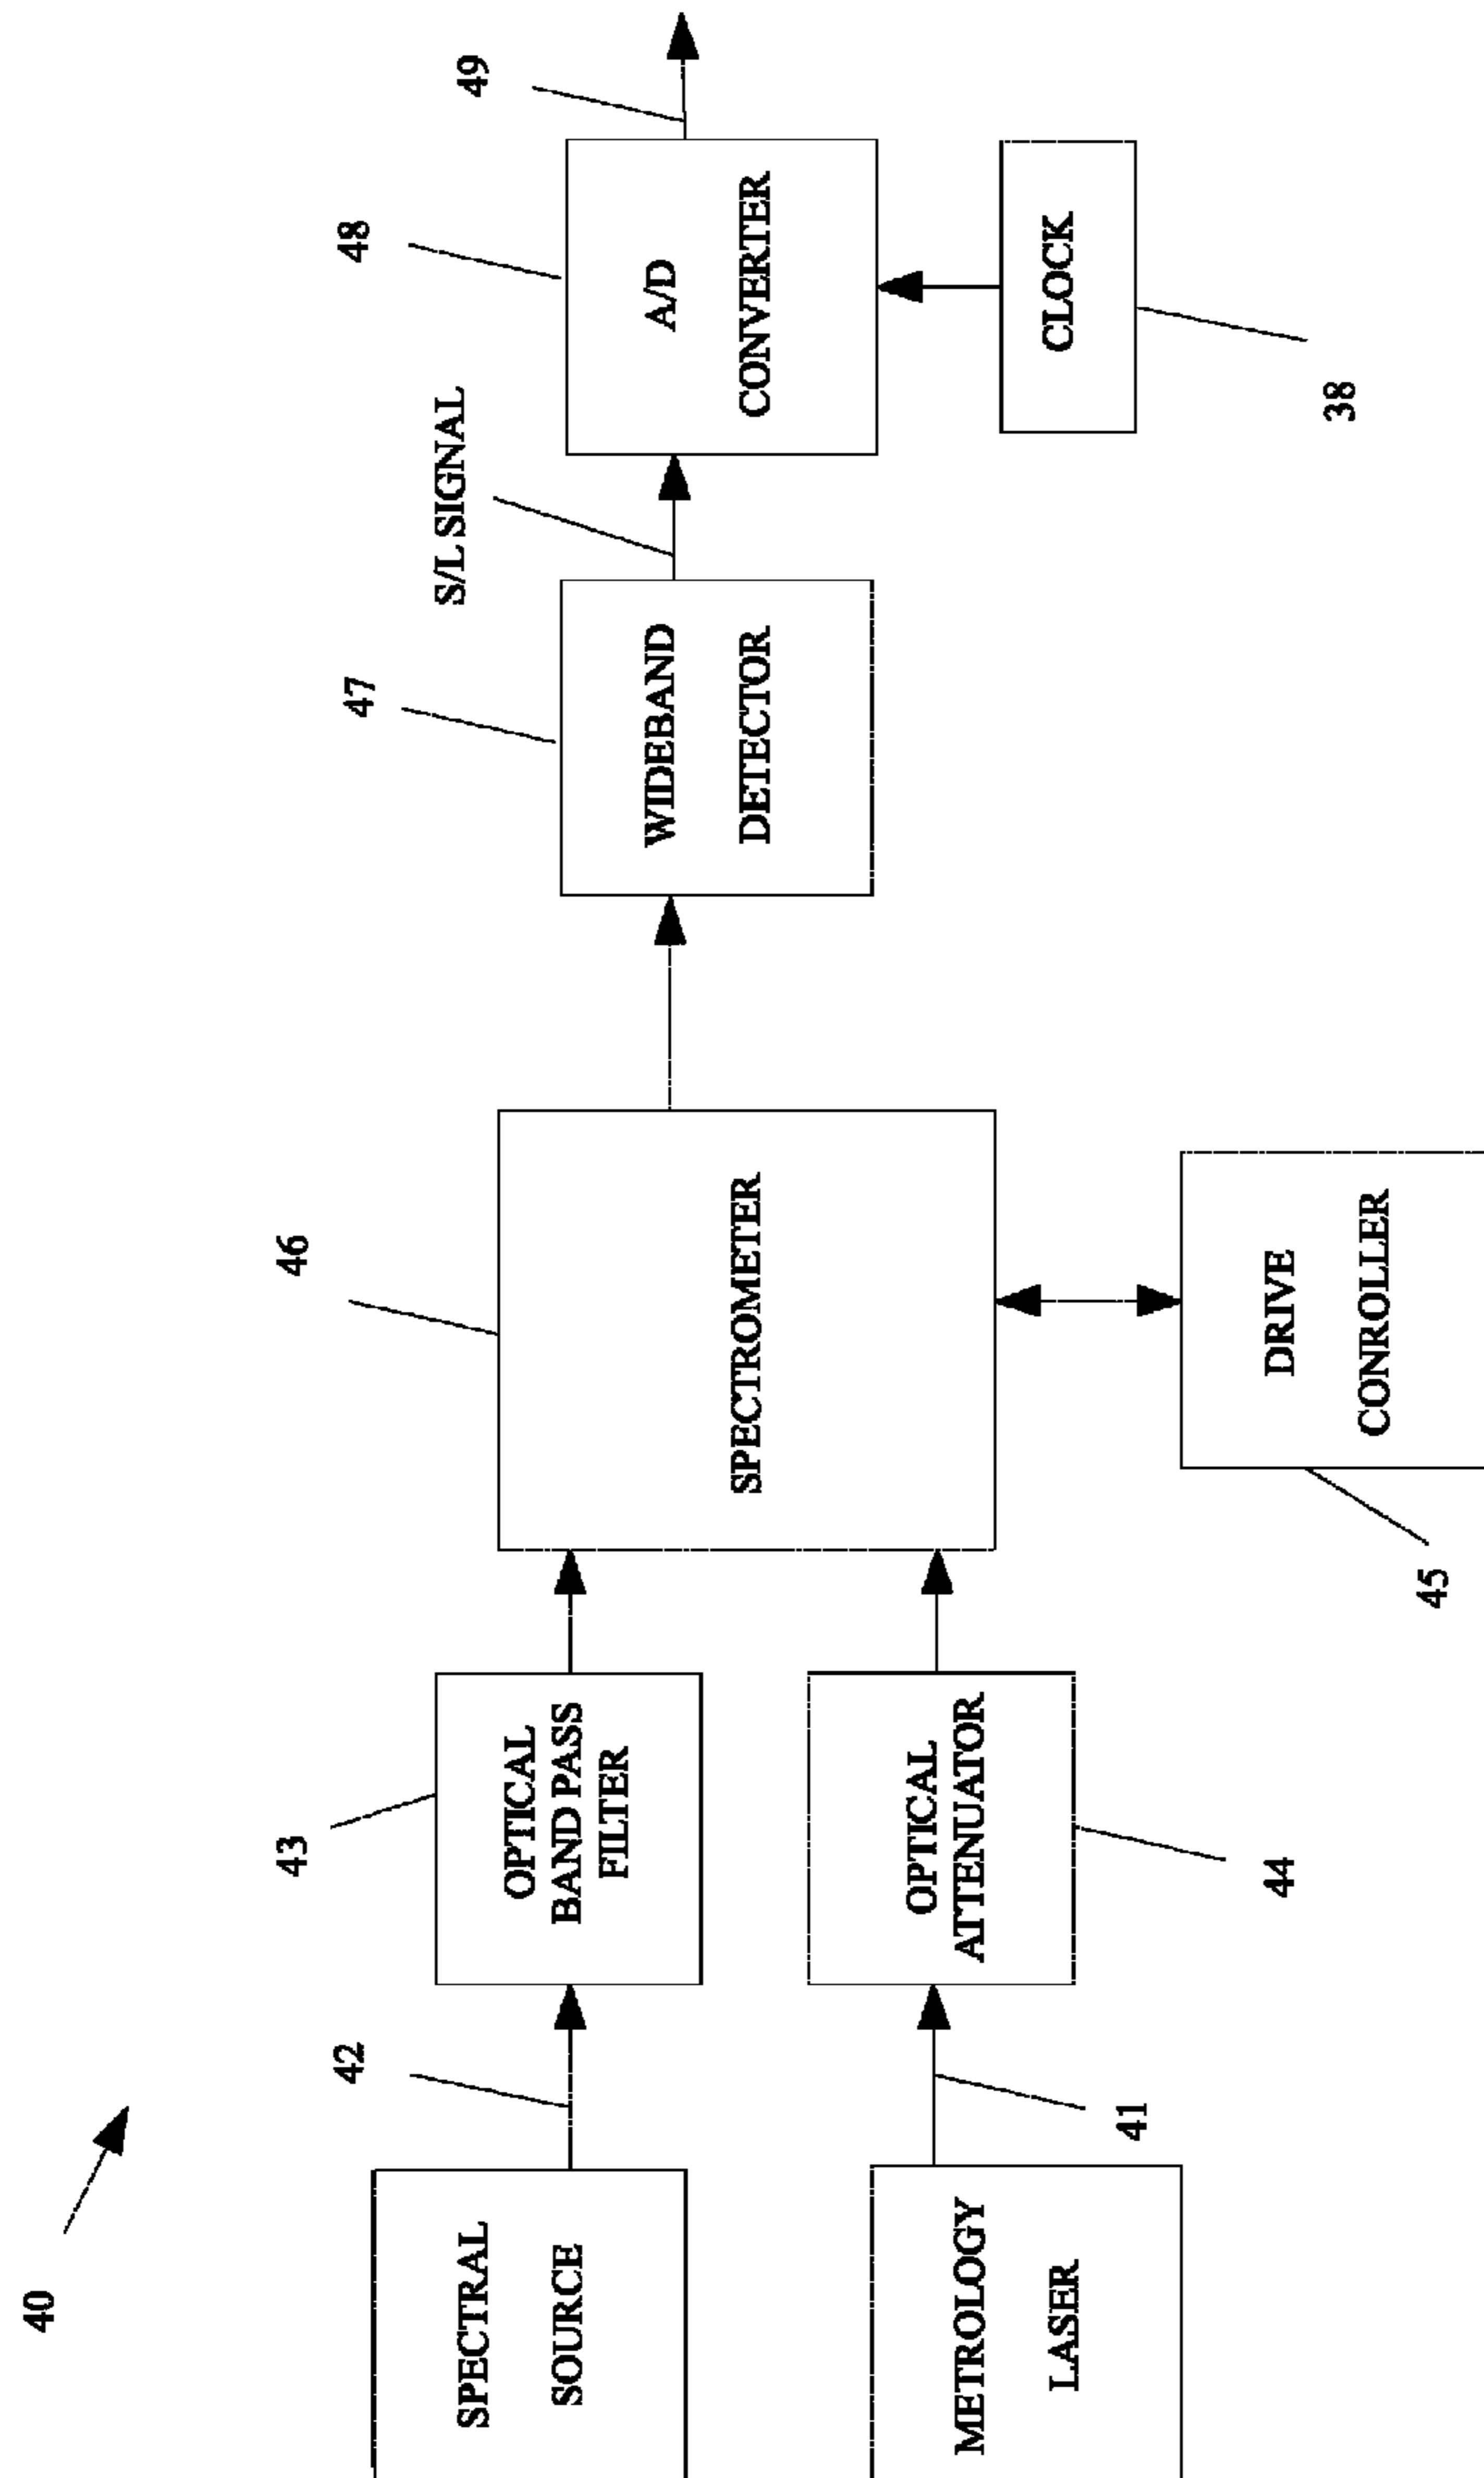 40
SPECTRAL
SOURCE
42
43
OPTICAL
BAND PASS
FILTER
METROLOGY
LASER
41
OPTICAL
ATTENUATOR
44
46
SPECTROMETER
DRIVE
CONROLLER
45
47
WIDEBAND
DETECTOR
S/L SIGNAL
48
A/D
CONVERTER
49
CLOCK
38